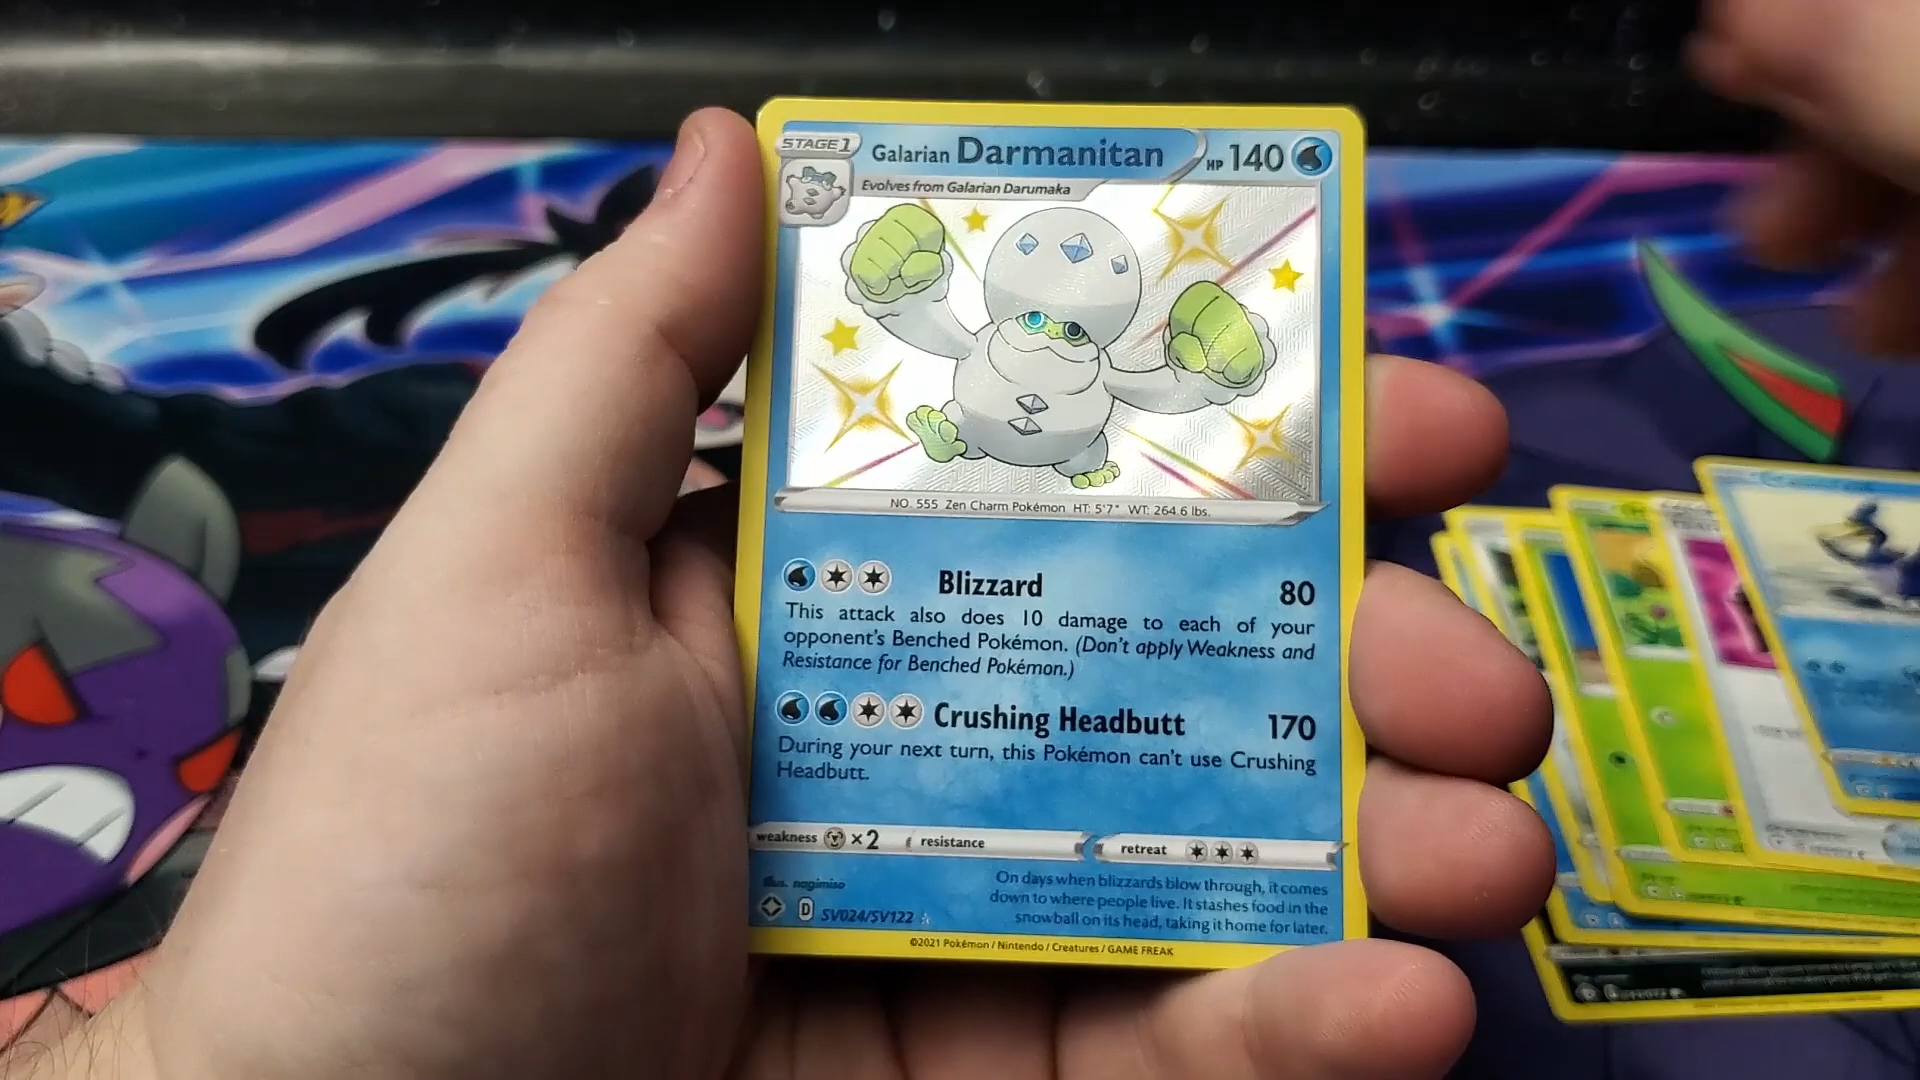 STAGE 1
Galarian Darmanitan HP 140
Evolves from Galarian Darumaka
NO. 555 Zen Charm Pokémon HT: 5'7" WT: 264.6 lbs.
Blizzard 80
This attack also does 10 damage to each of your
opponent's Benched Pokémon. (Don't apply Weakness and
Resistance for Benched Pokémon.)
Crushing Headbutt 170
During your next turn, this Pokémon can't use Crushing
Headbutt.
weakness ×2 resistance retreat
Illus. nagimiso
D SV024/SV122
On days when blizzards blow through, it comes
down to where people live. It stashes food in the
snowball on its head, taking it home for later.
©2021 Pokémon / Nintendo / Creatures / GAME FREAK